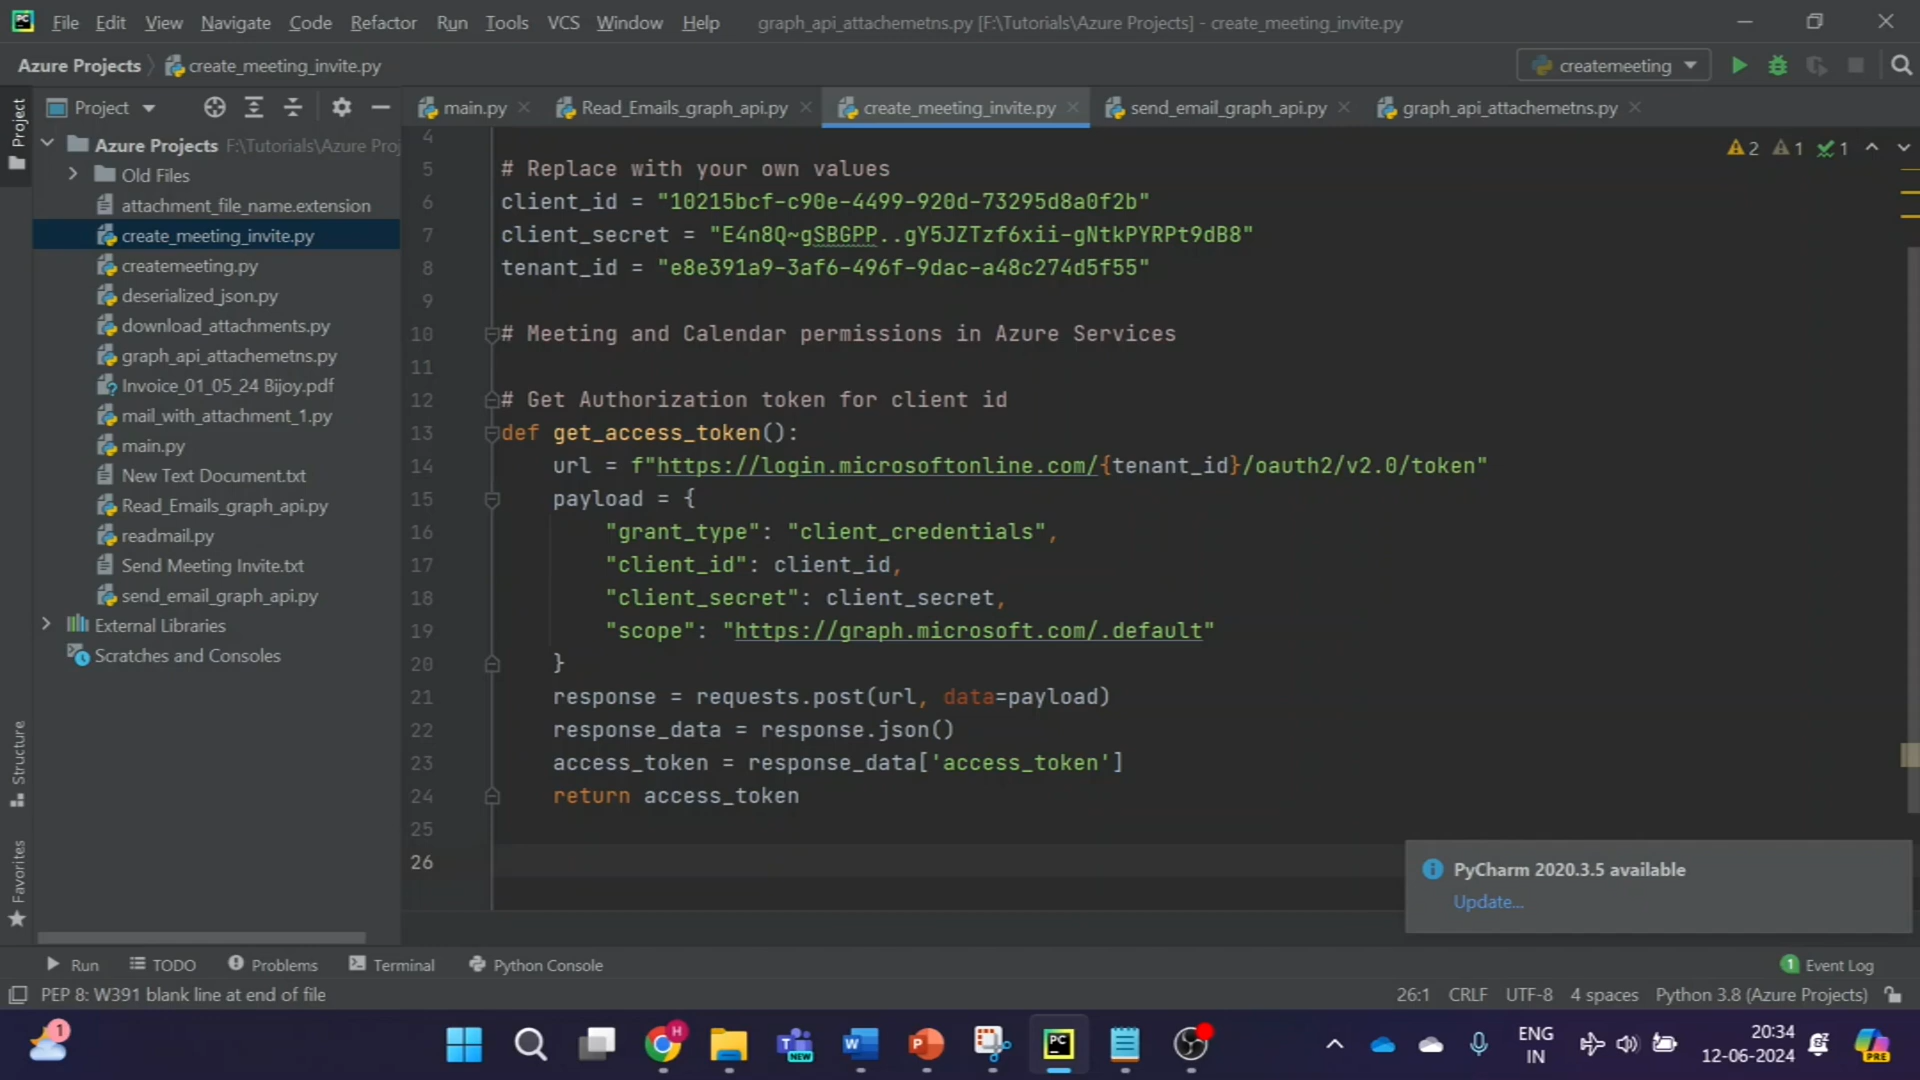 File Edit View Navigate Code Refactor Run Tools VCS Window Help graph_api_attachemetns.py [F:\Tutorials\Azure Projects] - create_meeting_invite.py
Azure Projects create_meeting_invite.py createmeeting
Project
main.py Read_Emails_graph_api.py create_meeting_invite.py send_email_graph_api.py graph_api_attachemetns.py
Project
Azure Projects F:\Tutorials\Azure Proj
Old Files
attachment_file_name.extension
create_meeting_invite.py
createmeeting.py
deserialized_json.py
download_attachments.py
graph_api_attachemetns.py
Invoice_01_05_24 Bijoy.pdf
mail_with_attachment_1.py
main.py
New Text Document.txt
Read_Emails_graph_api.py
readmail.py
Send Meeting Invite.txt
send_email_graph_api.py
External Libraries
Scratches and Consoles
Structure
Favorites
2 1 1
4
5 # Replace with your own values
6 client_id = "10215bcf-c90e-4499-920d-73295d8a0f2b"
7 client_secret = "E4n8Q~gSBGPP..gY5JZTzf6xii-gNtkPYRPt9dB8"
8 tenant_id = "e8e391a9-3af6-496f-9dac-a48c274d5f55"
9
10 # Meeting and Calendar permissions in Azure Services
11
12 # Get Authorization token for client id
13 def get_access_token():
14 url = f"https://login.microsoftonline.com/{tenant_id}/oauth2/v2.0/token"
15 payload = {
16 "grant_type": "client_credentials",
17 "client_id": client_id,
18 "client_secret": client_secret,
19 "scope": "https://graph.microsoft.com/.default"
20 }
21 response = requests.post(url, data=payload)
22 response_data = response.json()
23 access_token = response_data['access_token']
24 return access_token
25
26
PyCharm 2020.3.5 available
Update...
Run TODO Problems Terminal Python Console 1 Event Log
PEP 8: W391 blank line at end of file 26:1 CRLF UTF-8 4 spaces Python 3.8 (Azure Projects)
1 H NEW W P PC ENG IN 20:34 PRE
12-06-2024